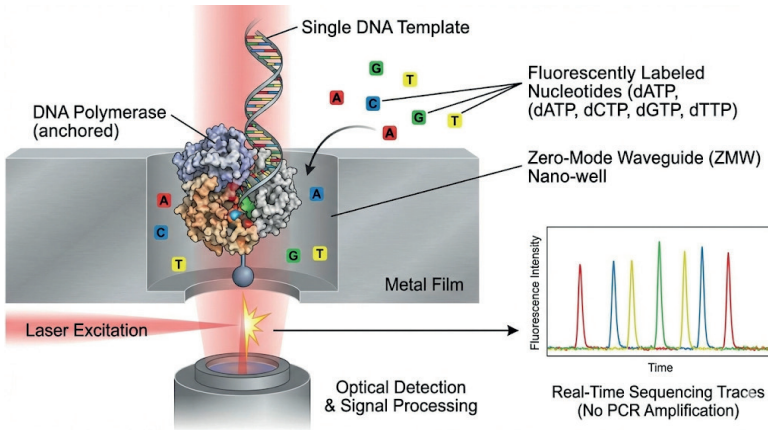 Single DNA Template
G
T
A
C
G
T
A
Fluorescently Labeled
Nucleotides (dATP,
(dATP, dCTP, dGTP, dTTP)
DNA Polymerase
(anchored)
Zero-Mode Waveguide (ZMW)
Nano-well
A
A
C
T
G
T
Metal Film
Laser Excitation
Optical Detection
& Signal Processing
Fluorescence Intensity
Time
Real-Time Sequencing Traces
(No PCR Amplification)